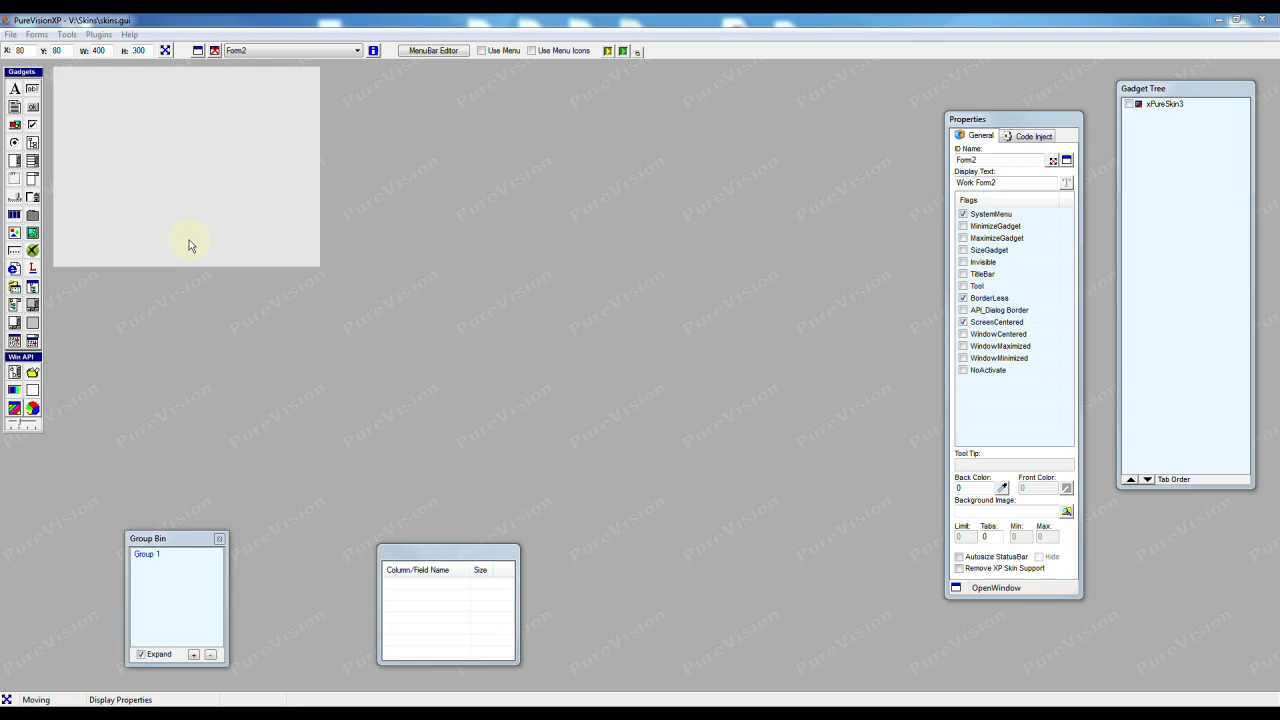 PureVisionXP - V:\Skins\skins.gui
File Forms Tools Plugins Help
X: 80 Y: 80 W: 400 H: 300 Form2 MenuBar Editor Use Menu Use Menu Icons
Gadgets
Win API
Group Bin
Group 1
Expand + -
Column/Field Name Size
Properties
General Code Inject
ID Name:
Form2
Display Text:
Work Form2
Flags
SystemMenu
MinimizeGadget
MaximizeGadget
SizeGadget
Invisible
TitleBar
Tool
BorderLess
API_Dialog Border
ScreenCentered
WindowCentered
WindowMaximized
WindowMinimized
NoActivate
Tool Tip:
Back Color: Front Color:
0 0
Background Image:
Limit: Tabs: Min: Max:
0 0 0 0
Autosize StatusBar Hide
Remove XP Skin Support
OpenWindow
Gadget Tree
xPureSkin3
Tab Order
Moving Display Properties
PureVision